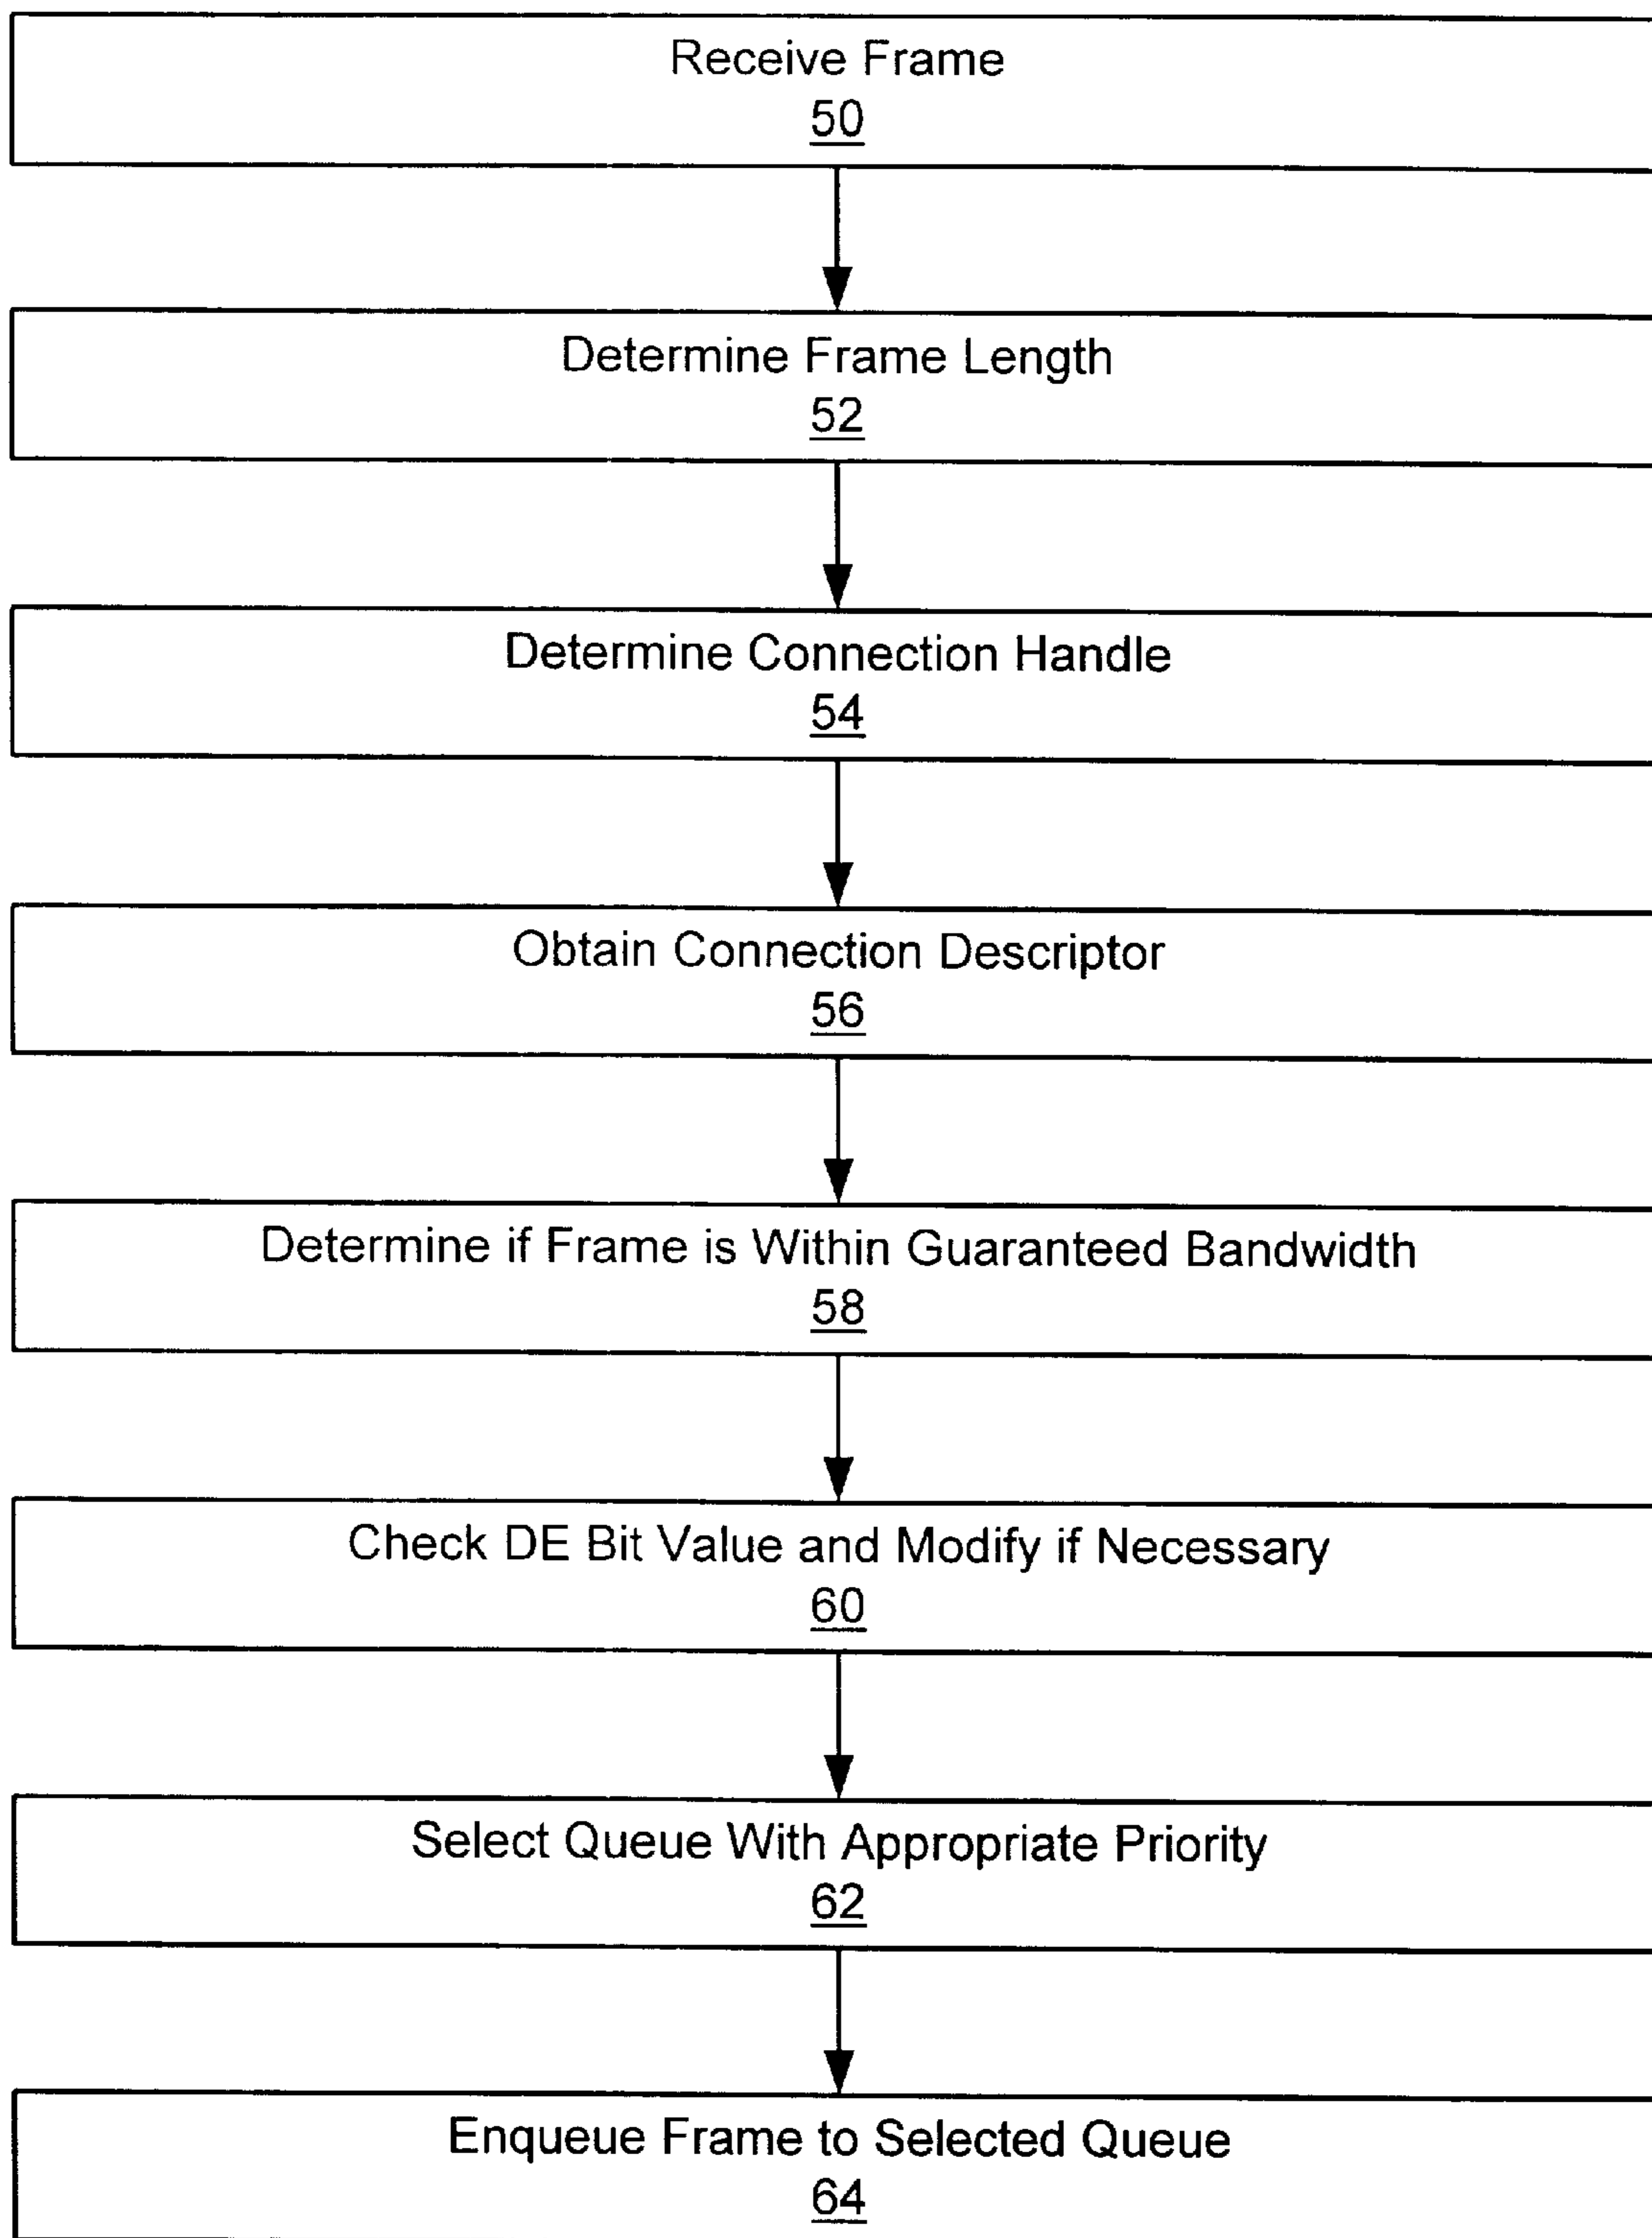 Receive Frame
50
Determine Frame Length
52
Determine Connection Handle
54
Obtain Connection Descriptor
56
Determine if Frame is Within Guaranteed Bandwidth
58
Check DE Bit Value and Modify if Necessary
60
Select Queue With Appropriate Priority
62
Enqueue Frame to Selected Queue
64